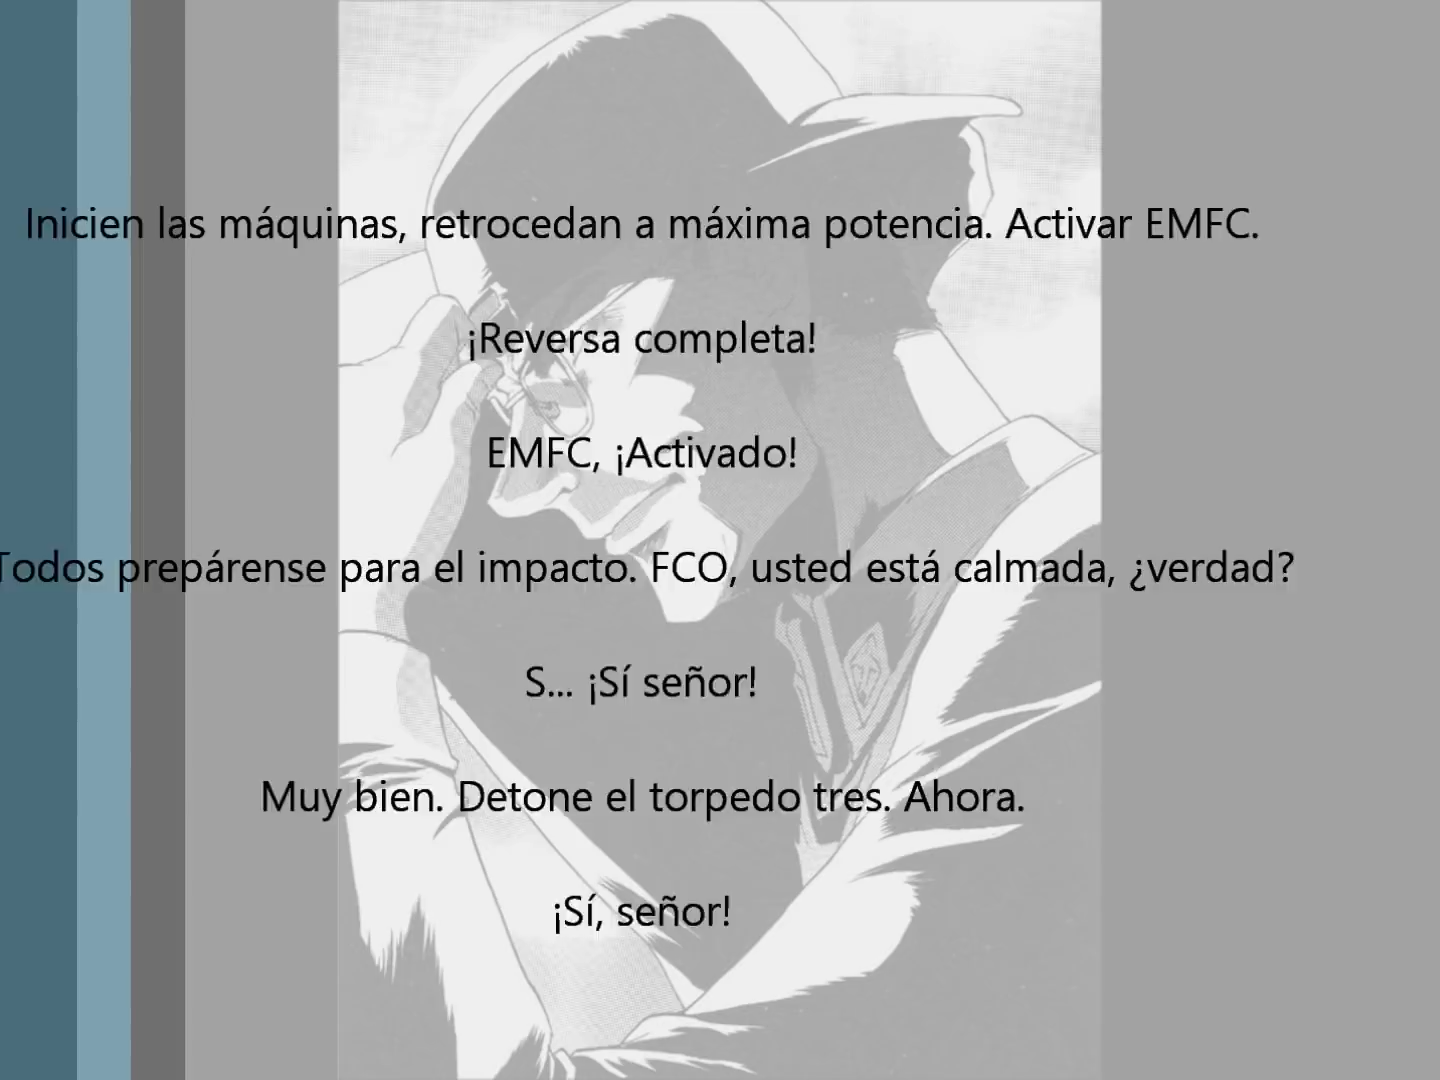 Inicien las máquinas, retrocedan a máxima potencia. Activar EMFC.
¡Reversa completa!
EMFC, ¡Activado!
Todos prepárense para el impacto. FCO, usted está calmada, ¿verdad?
S... ¡Sí señor!
Muy bien. Detone el torpedo tres. Ahora.
¡Sí, señor!